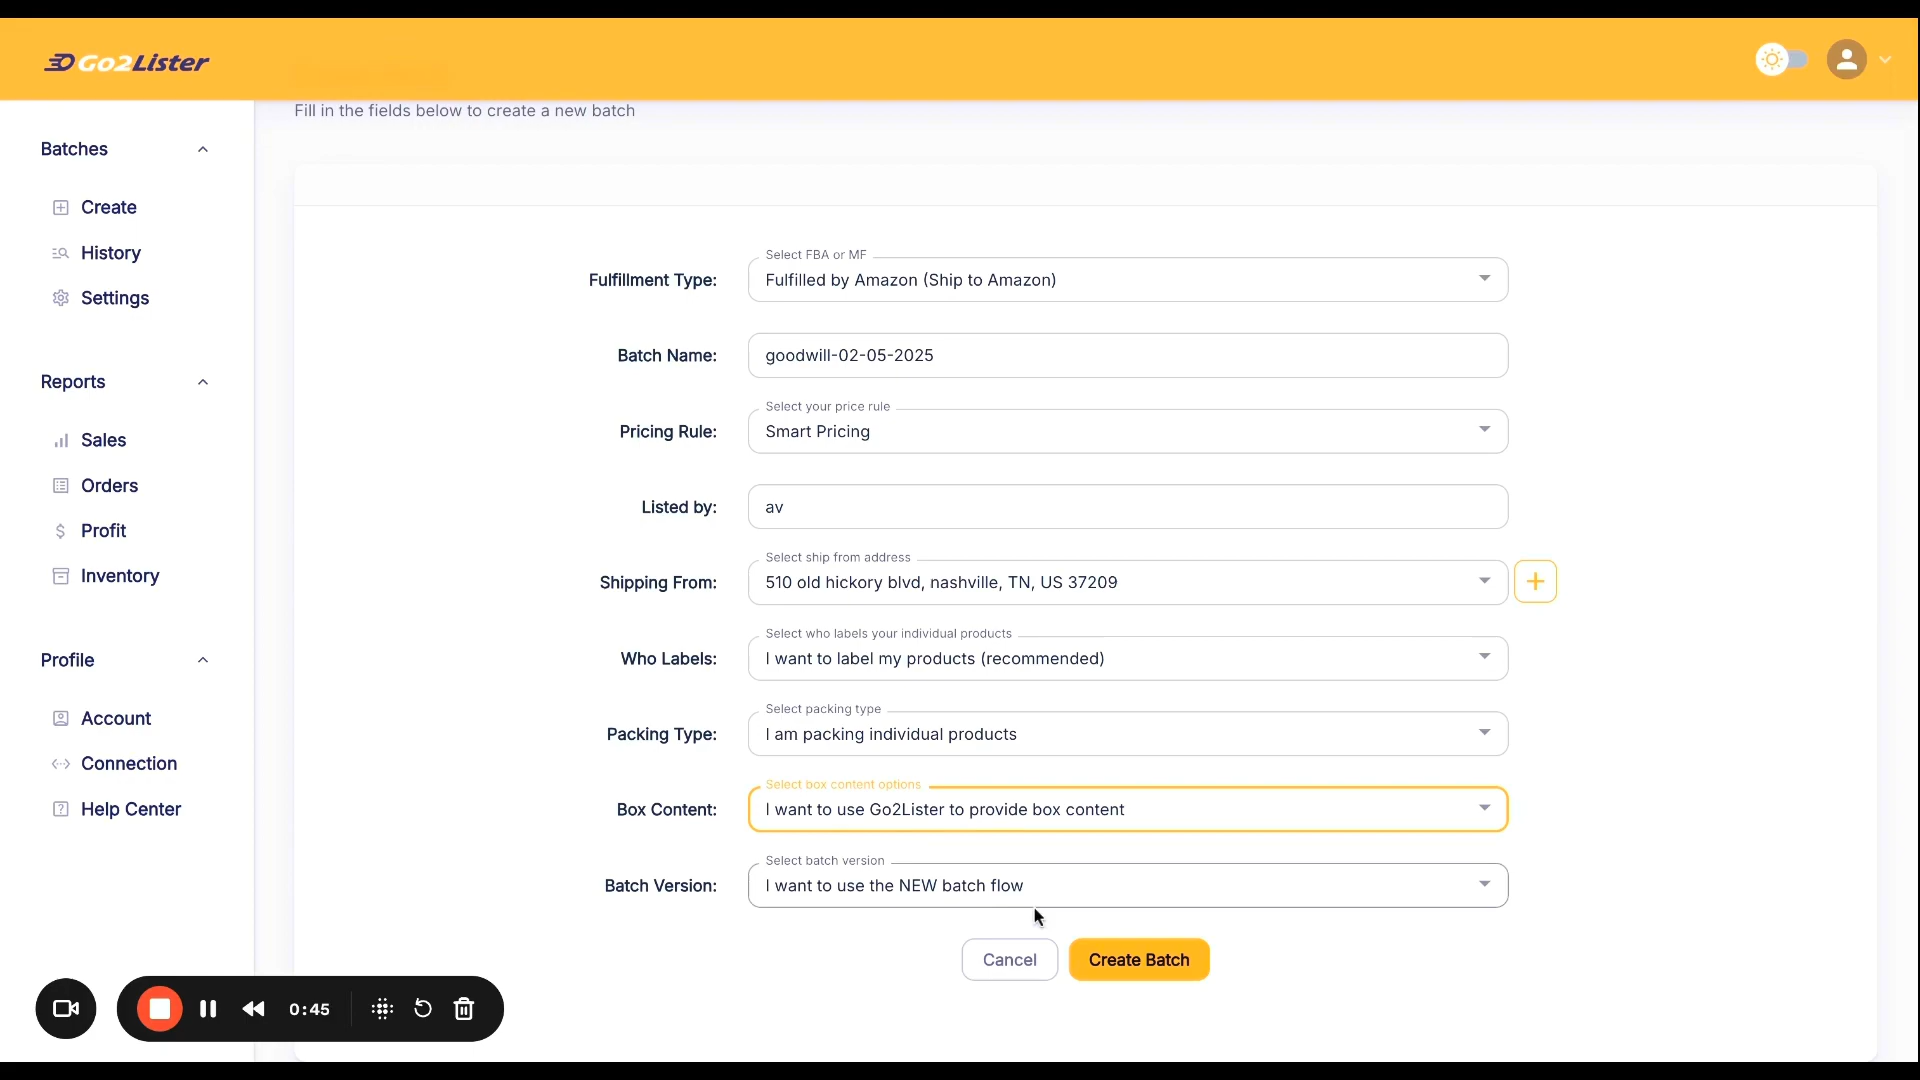 Go2Lister
Fill in the fields below to create a new batch
Batches
Create
History
Settings
Reports
Sales
Orders
Profit
Inventory
Profile
Account
Connection
Help Center
Select FBA or MF
Fulfillment Type: Fulfilled by Amazon (Ship to Amazon)
Batch Name: goodwill-02-05-2025
Select your price rule
Pricing Rule: Smart Pricing
Listed by: av
Select ship from address
Shipping From: 510 old hickory blvd, nashville, TN, US 37209
Select who labels your individual products
Who Labels: I want to label my products (recommended)
Select packing type
Packing Type: I am packing individual products
Select box content options
Box Content: I want to use Go2Lister to provide box content
Select batch version
Batch Version: I want to use the NEW batch flow
Cancel Create Batch
0:45